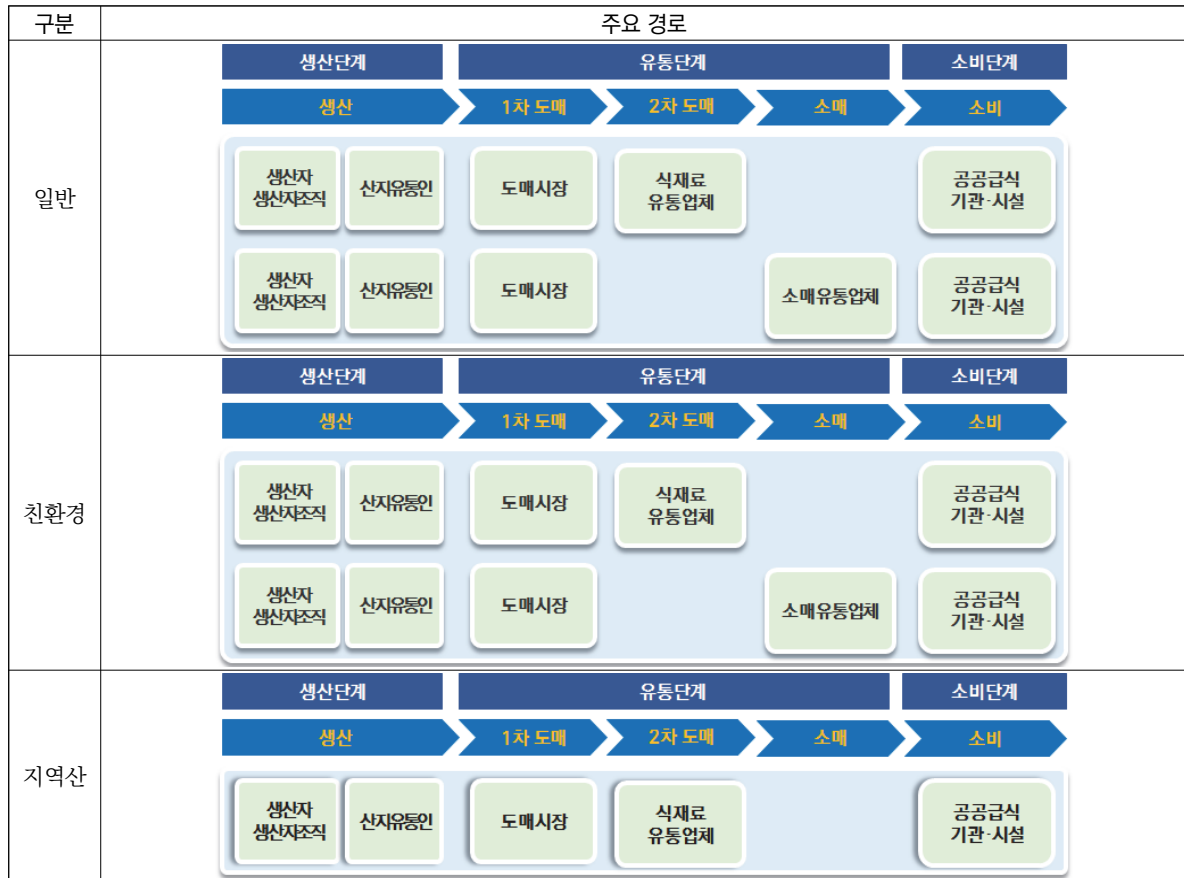 구분 주요 경로
일반
생산단계 유통단계 소비단계
생산 1차 도매 2차 도매 소매 소비
생산자 생산자조직 산지유통인 도매시장 식재료 유통업체 공공급식 기관·시설
생산자 생산자조직 산지유통인 도매시장 소매유통업체 공공급식 기관·시설
친환경
생산단계 유통단계 소비단계
생산 1차 도매 2차 도매 소매 소비
생산자 생산자조직 산지유통인 도매시장 식재료 유통업체 공공급식 기관·시설
생산자 생산자조직 산지유통인 도매시장 소매유통업체 공공급식 기관·시설
지역산
생산단계 유통단계 소비단계
생산 1차 도매 2차 도매 소매 소비
생산자 생산자조직 산지유통인 도매시장 식재료 유통업체 공공급식 기관·시설